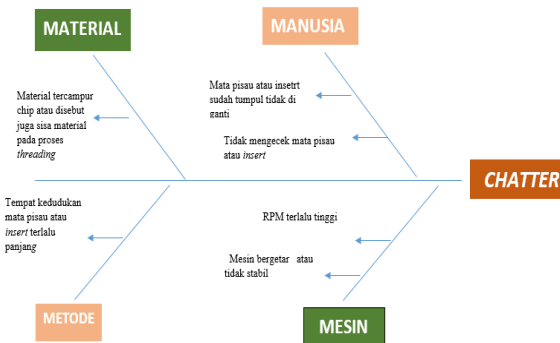 MATERIAL
MANUSIA
Material tercampur
chip atau disebut
juga sisa material
pada proses
threading
Mata pisau atau insetrt
sudah tumpul tidak di
ganti
Tidak mengecek mata pisau
atau insert
CHATTER
Tempat kedudukan
mata pisau atau
insert terlalu
panjang
RPM terlalu tinggi
Mesin bergetar atau
tidak stabil
METODE
MESIN